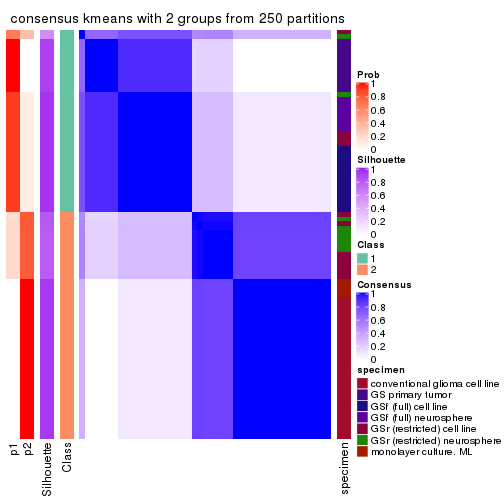 consensus kmeans with 2 groups from 250 partitions
Prob
1
0.8
0.6
0.4
0.2
0
Silhouette
1
0.8
0.6
0.4
0.2
0
Class
1
2
Consensus
1
0.8
0.6
0.4
0.2
0
specimen
conventional glioma cell line
GS primary tumor
GSf (full) cell line
GSf (full) neurosphere
GSr (restricted) cell line
GSr (restricted) neurosphere
monolayer culture. ML
p1
p2
Silhouette
Class
specimen